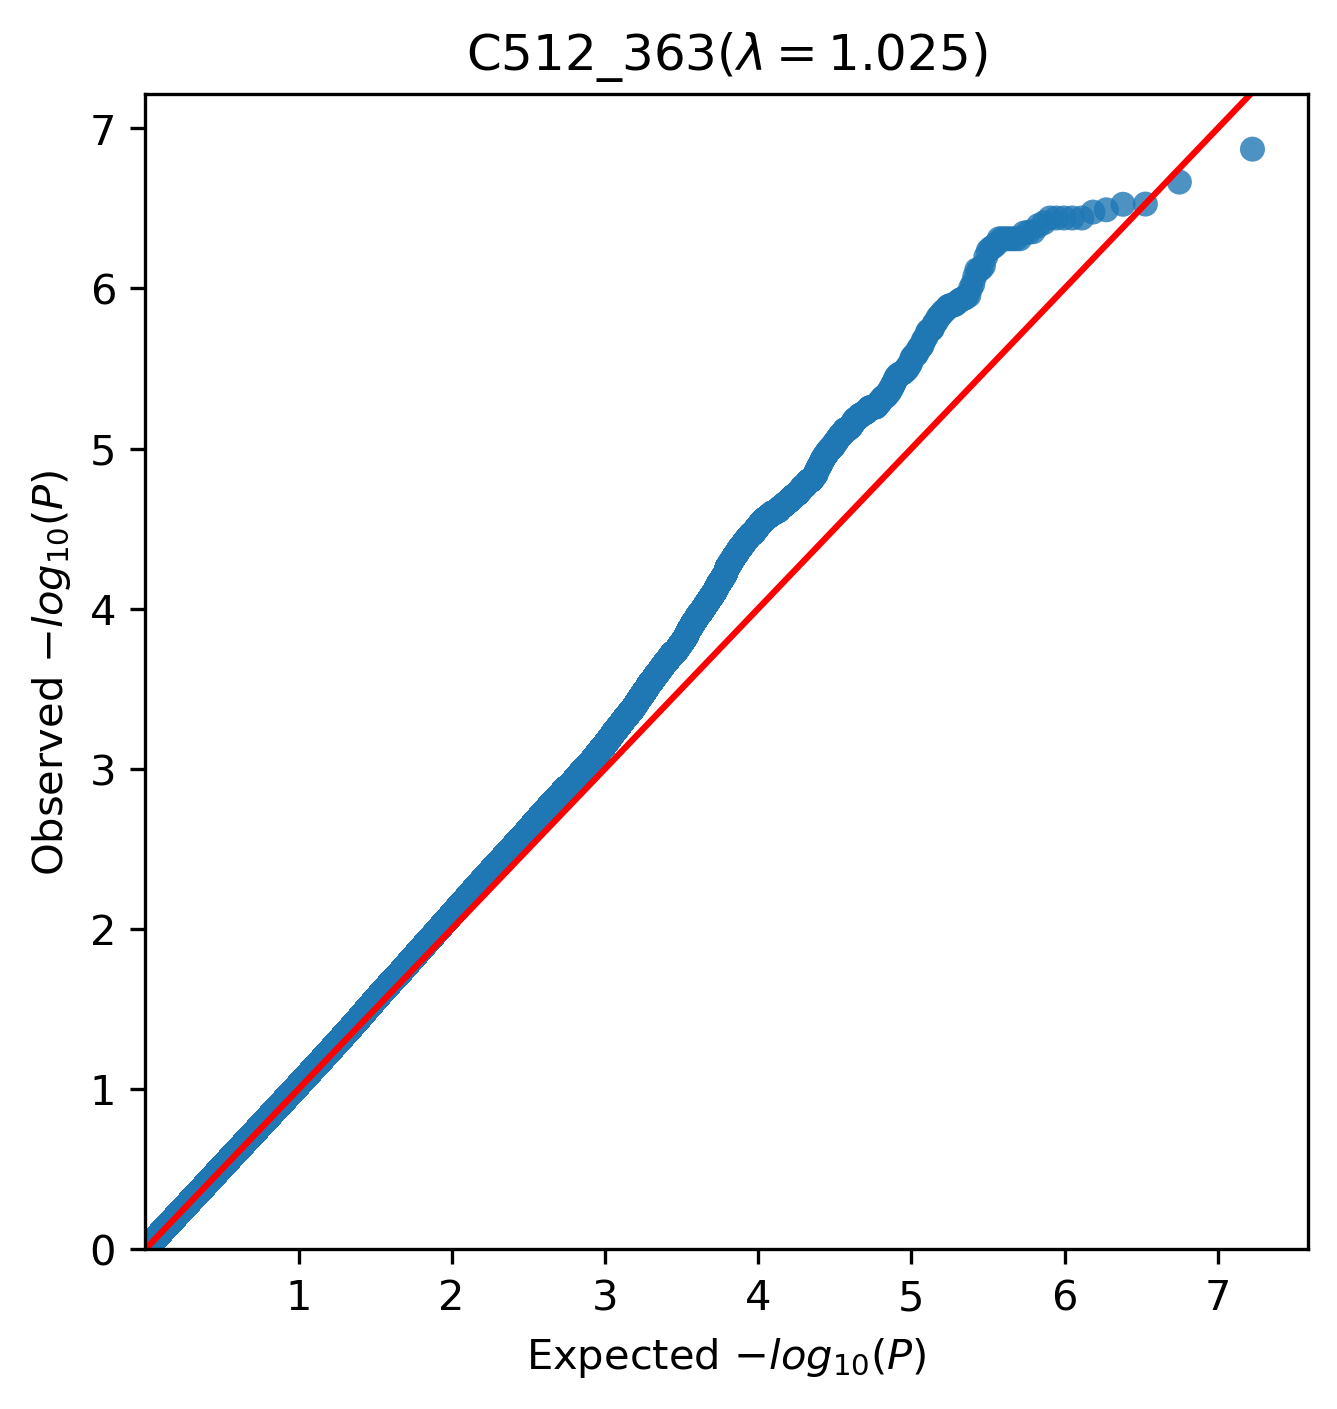 C512_363(λ = 1.025)
7
6
5
4
3
2
1
0
Observed −log₁₀(P)
1 2 3 4 5 6 7
Expected −log₁₀(P)